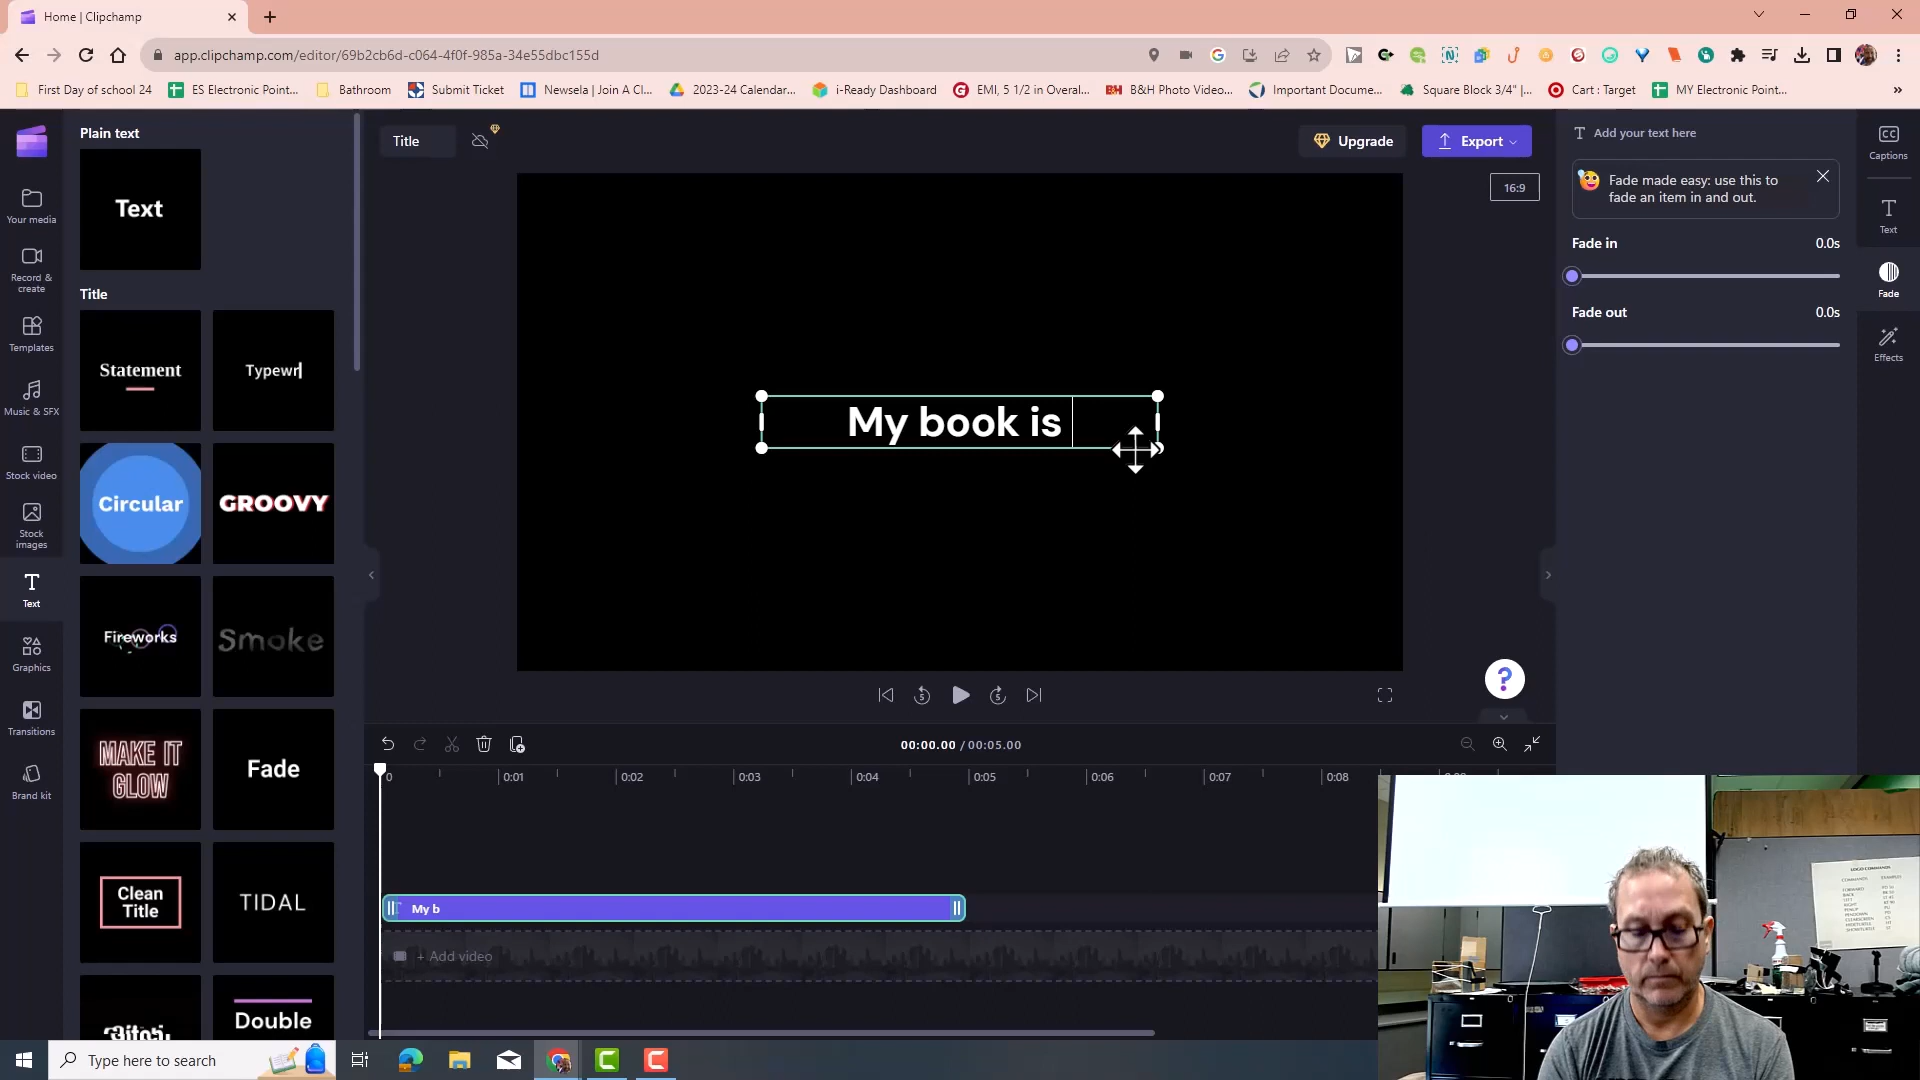 Home | Clipchamp
app.clipchamp.com/editor/69b2cb6d-c064-4f0f-985a-34e55dbc155d
First Day of school 24
ES Electronic Point...
Bathroom
Submit Ticket
Newsela | Join A Cl...
2023-24 Calendar...
i-Ready Dashboard
EMI, 5 1/2 in Overal...
B&H Photo Video...
Important Docume...
Square Block 3/4" |...
Cart : Target
MY Electronic Point...
»
Your media
Record & create
Templates
Music & SFX
Stock video
Stock images
Text
Graphics
Transitions
Brand kit
Plain text
Text
Title
Statement
Typewr
Circular
GROOVY
Fireworks
Smoke
MAKE IT
GLOW
Fade
Clean
Title
TIDAL
Double
Title
Upgrade
Export
16:9
My book is
00:00.00 / 00:05.00
0
0:01
0:02
0:03
0:04
0:05
0:06
0:07
0:08
My b
+ Add video
Add your text here
Fade made easy: use this to
fade an item in and out.
Fade in 0.0s
Fade out 0.0s
CC
Captions
Text
Fade
Effects
?
Type here to search